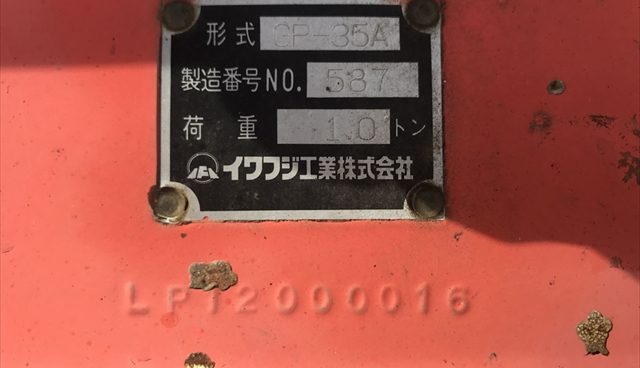 形式 GP-35A
製造番号NO. 587
荷重 1.0 トン
イワフジ工業株式会社
LP12000016